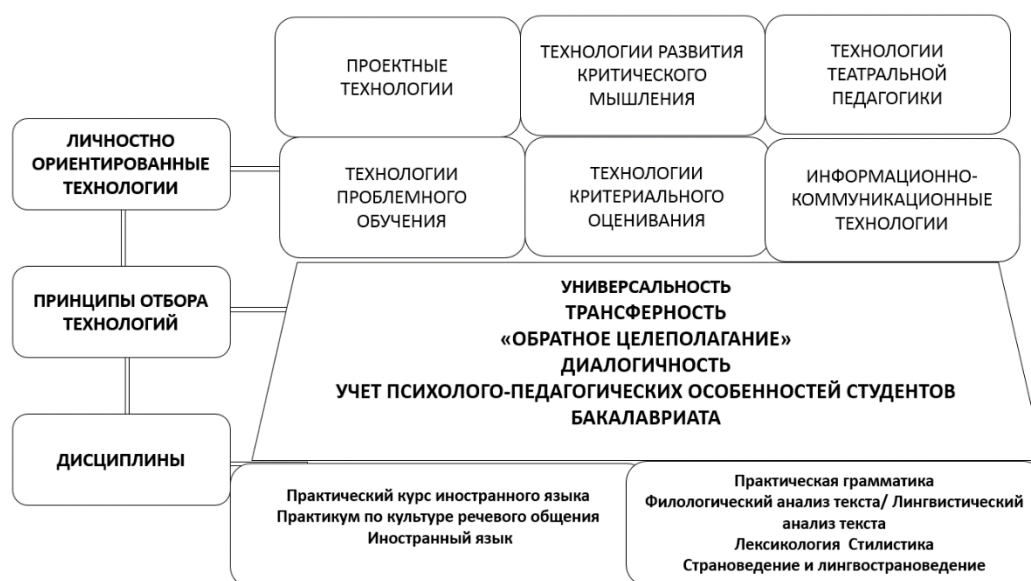 ПРОЕКТНЫЕ
ТЕХНОЛОГИИ
ТЕХНОЛОГИИ РАЗВИТИЯ
КРИТИЧЕСКОГО
МЫШЛЕНИЯ
ТЕХНОЛОГИИ
ТЕАТРАЛЬНОЙ
ПЕДАГОГИКИ
ЛИЧНОСТНО
ОРИЕНТИРОВАННЫЕ
ТЕХНОЛОГИИ
ТЕХНОЛОГИИ
ПРОБЛЕМНОГО
ОБУЧЕНИЯ
ТЕХНОЛОГИИ
КРИТЕРИАЛЬНОГО
ОЦЕНИВАНИЯ
ИНФОРМАЦИОННО-
КОММУНИКАЦИОННЫЕ
ТЕХНОЛОГИИ
ПРИНЦИПЫ ОТБОРА
ТЕХНОЛОГИЙ
УНИВЕРСАЛЬНОСТЬ
ТРАНСФЕРНОСТЬ
«ОБРАТНОЕ ЦЕЛЕПОЛАГАНИЕ»
ДИАЛОГИЧНОСТЬ
УЧЕТ ПСИХОЛОГО-ПЕДАГОГИЧЕСКИХ ОСОБЕННОСТЕЙ СТУДЕНТОВ
БАКАЛАВРИАТА
ДИСЦИПЛИНЫ
Практический курс иностранного языка
Практикум по культуре речевого общения
Иностранный язык
Практическая грамматика
Филологический анализ текста/ Лингвистический
анализ текста
Лексикология Стилистика
Страноведение и лингвострановедение